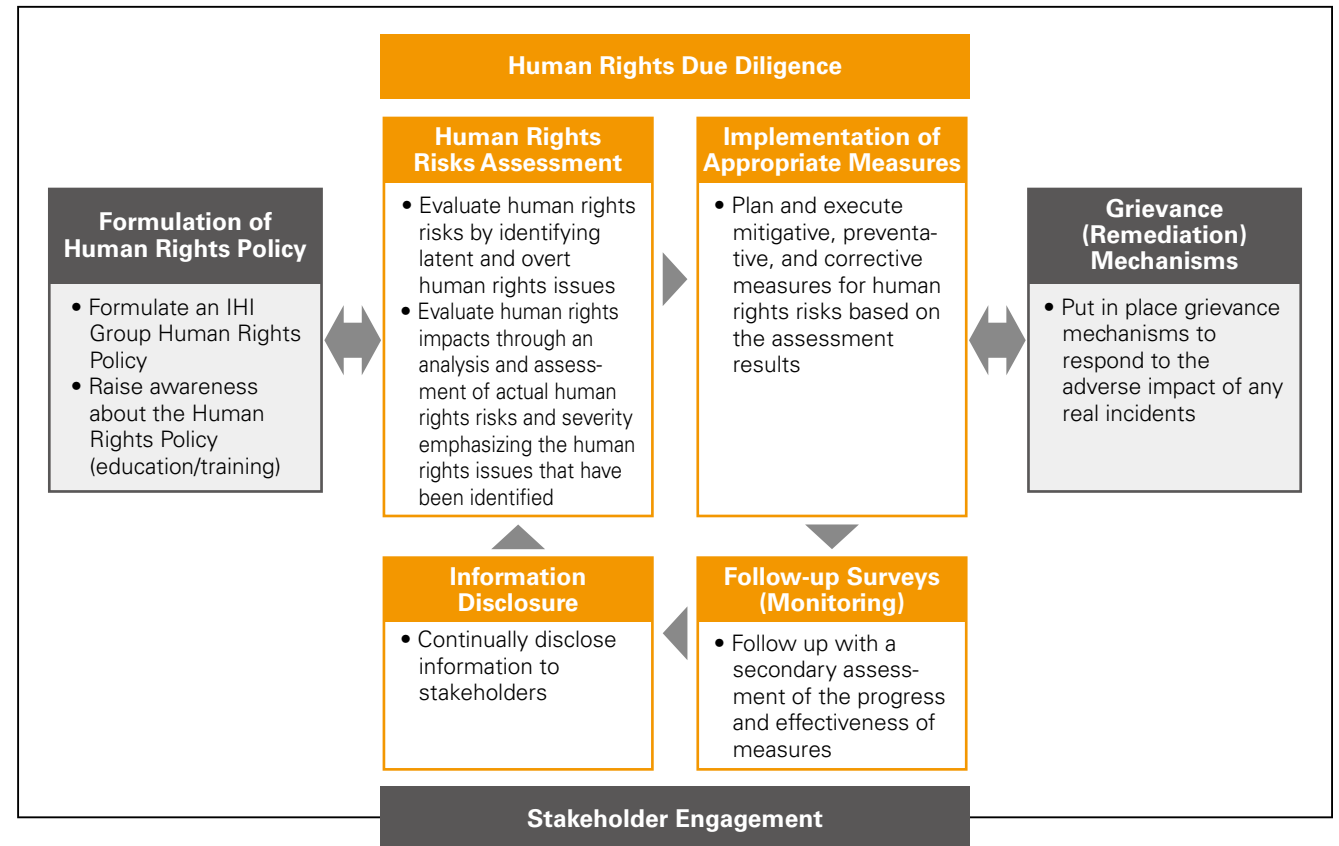 Human Rights Due Diligence
Formulation of
Human Rights Policy
• Formulate an IHI
Group Human Rights
Policy
• Raise awareness
about the Human
Rights Policy
(education/training)
Human Rights
Risks Assessment
• Evaluate human rights
risks by identifying
latent and overt
human rights issues
• Evaluate human rights
impacts through an
analysis and assess-
ment of actual human
rights risks and severity
emphasizing the human
rights issues that have
been identified
Implementation of
Appropriate Measures
• Plan and execute
mitigative, preventa-
tive, and corrective
measures for human
rights risks based on
the assessment
results
Grievance
(Remediation)
Mechanisms
• Put in place grievance
mechanisms to
respond to the
adverse impact of any
real incidents
Information
Disclosure
• Continually disclose
information to
stakeholders
Follow-up Surveys
(Monitoring)
• Follow up with a
secondary assess-
ment of the progress
and effectiveness of
measures
Stakeholder Engagement